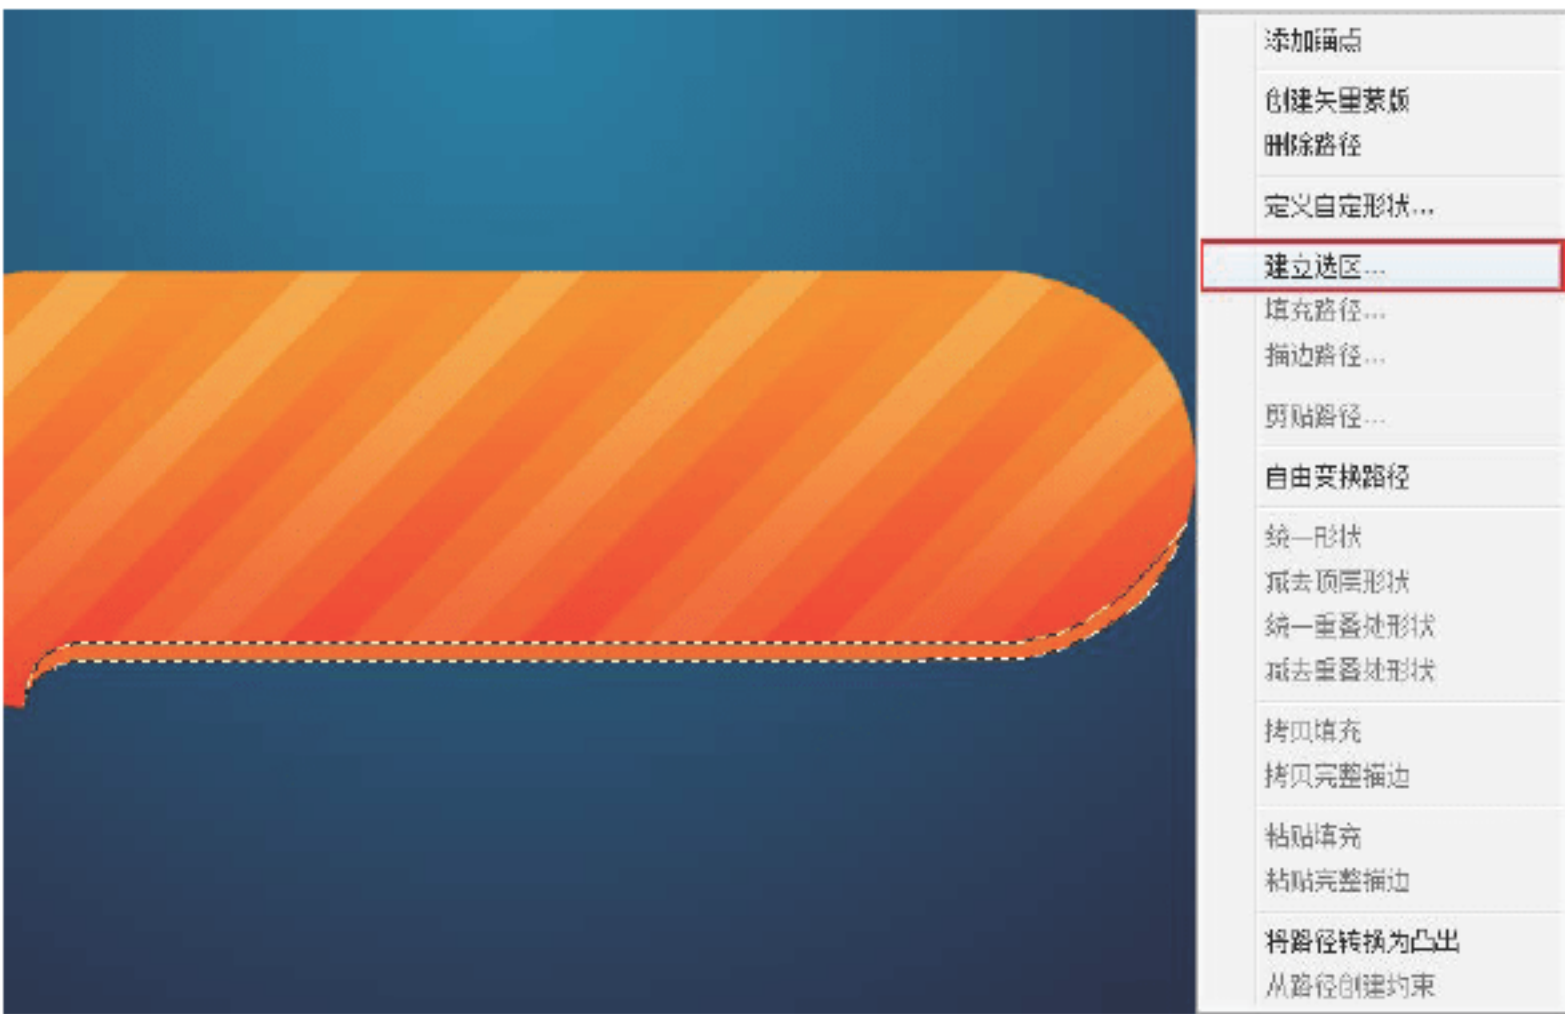 添加锚点
创建矢量蒙版
删除路径
定义自定形状...
建立选区...
填充路径...
描边路径...
剪贴路径...
自由变换路径
统一形状
减去顶层形状
统一重叠处形状
减去重叠处形状
拷贝填充
拷贝完整描边
粘贴填充
粘贴完整描边
将路径转换为凸出
从路径创建约束